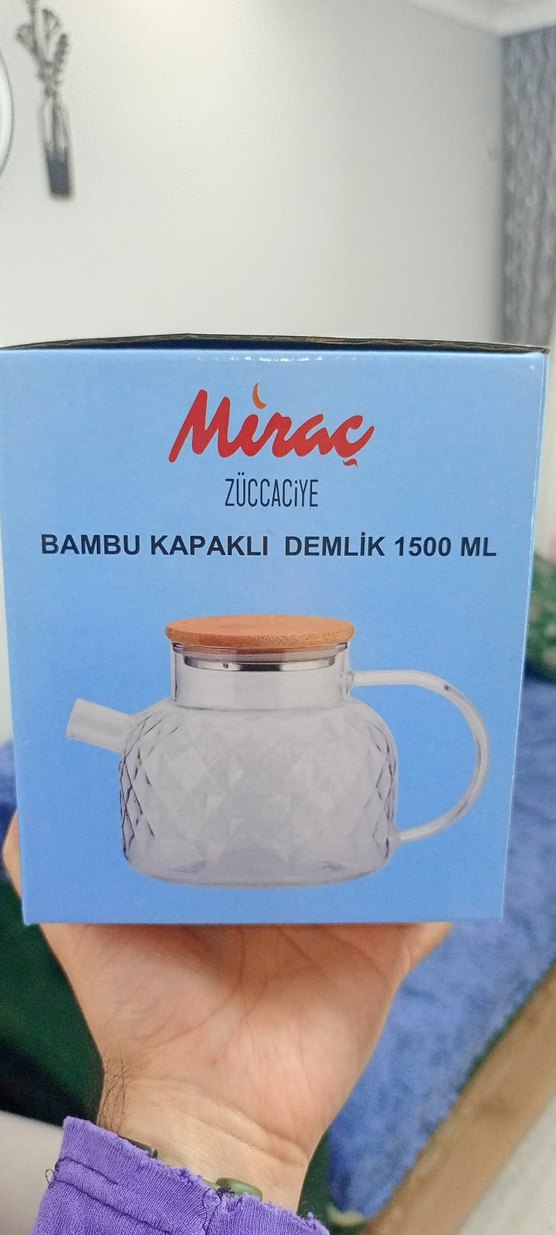 Miraç
ZÜCCACİYE
BAMBU KAPAKLI DEMLİK 1500 ML